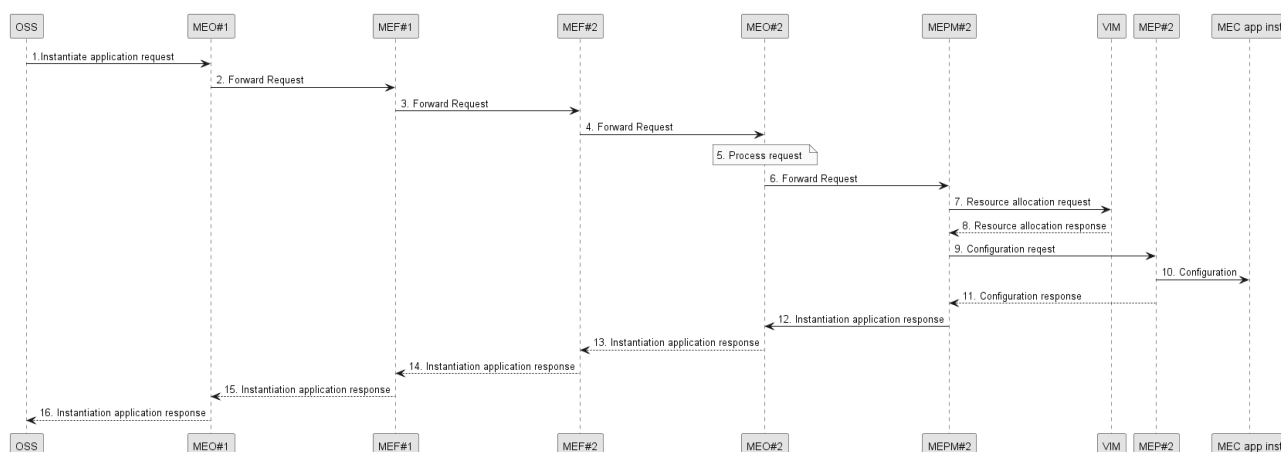 OSS MEO#1 MEF#1 MEF#2 MEO#2 MEPM#2 VIM MEP#2 MEC app inst
1.Instantiate application request
2. Forward Request
3. Forward Request
4. Forward Request
5. Process request
6. Forward Request
7. Resource allocation request
8. Resource allocation response
9. Configuration reqest
10. Configuration
11. Configuration response
12. Instantiation application response
13. Instantiation application response
14. Instantiation application response
15. Instantiation application response
16. Instantiation application response
OSS MEO#1 MEF#1 MEF#2 MEO#2 MEPM#2 VIM MEP#2 MEC app inst